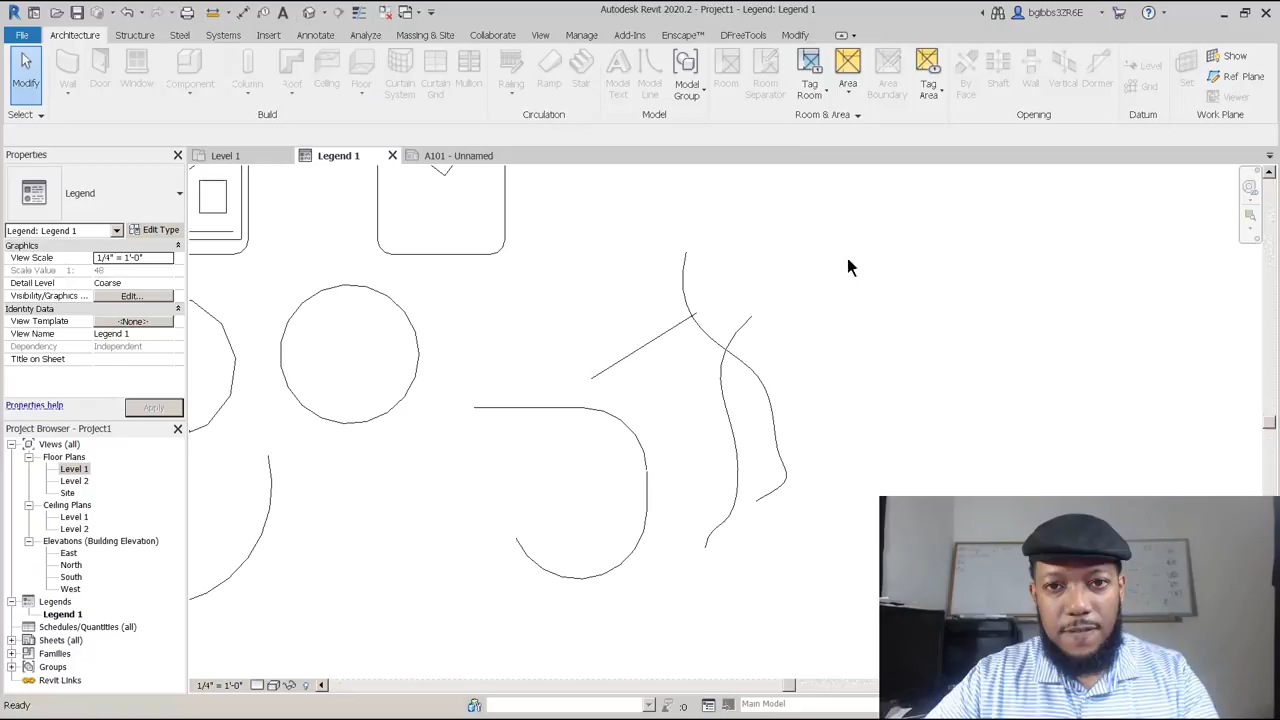 Autodesk Revit 2020.2 - Project1 - Legend: Legend 1
bgibbs3ZR6E
File Architecture Structure Steel Systems Insert Annotate Analyze Massing & Site Collaborate View Manage Add-Ins Enscape™ DFreeTools Modify
Modify
Wall Door Window Component Column Roof Ceiling Floor Curtain System Curtain Grid Mullion
Railing Ramp Stair
Model Text Model Line Model Group
Room Room Separator Tag Room Area Area Boundary Tag Area
By Face Shaft Wall Vertical Dormer
Level
Grid
Set
Show
Ref Plane
Viewer
Select Build Circulation Model Room & Area Opening Datum Work Plane
Properties
Level 1 Legend 1 A101 - Unnamed
Legend
Legend: Legend 1 Edit Type
Graphics
View Scale 1/4" = 1'-0"
Scale Value 1: 48
Detail Level Coarse
Visibility/Graphics ... Edit...
Identity Data
View Template <None>
View Name Legend 1
Dependency Independent
Title on Sheet
Properties help Apply
Project Browser - Project1
Views (all)
Floor Plans
Level 1
Level 2
Site
Ceiling Plans
Level 1
Level 2
Elevations (Building Elevation)
East
North
South
West
Legends
Legend 1
Schedules/Quantities (all)
Sheets (all)
Families
Groups
Revit Links
1/4" = 1'-0"
Ready
:0
Main Model